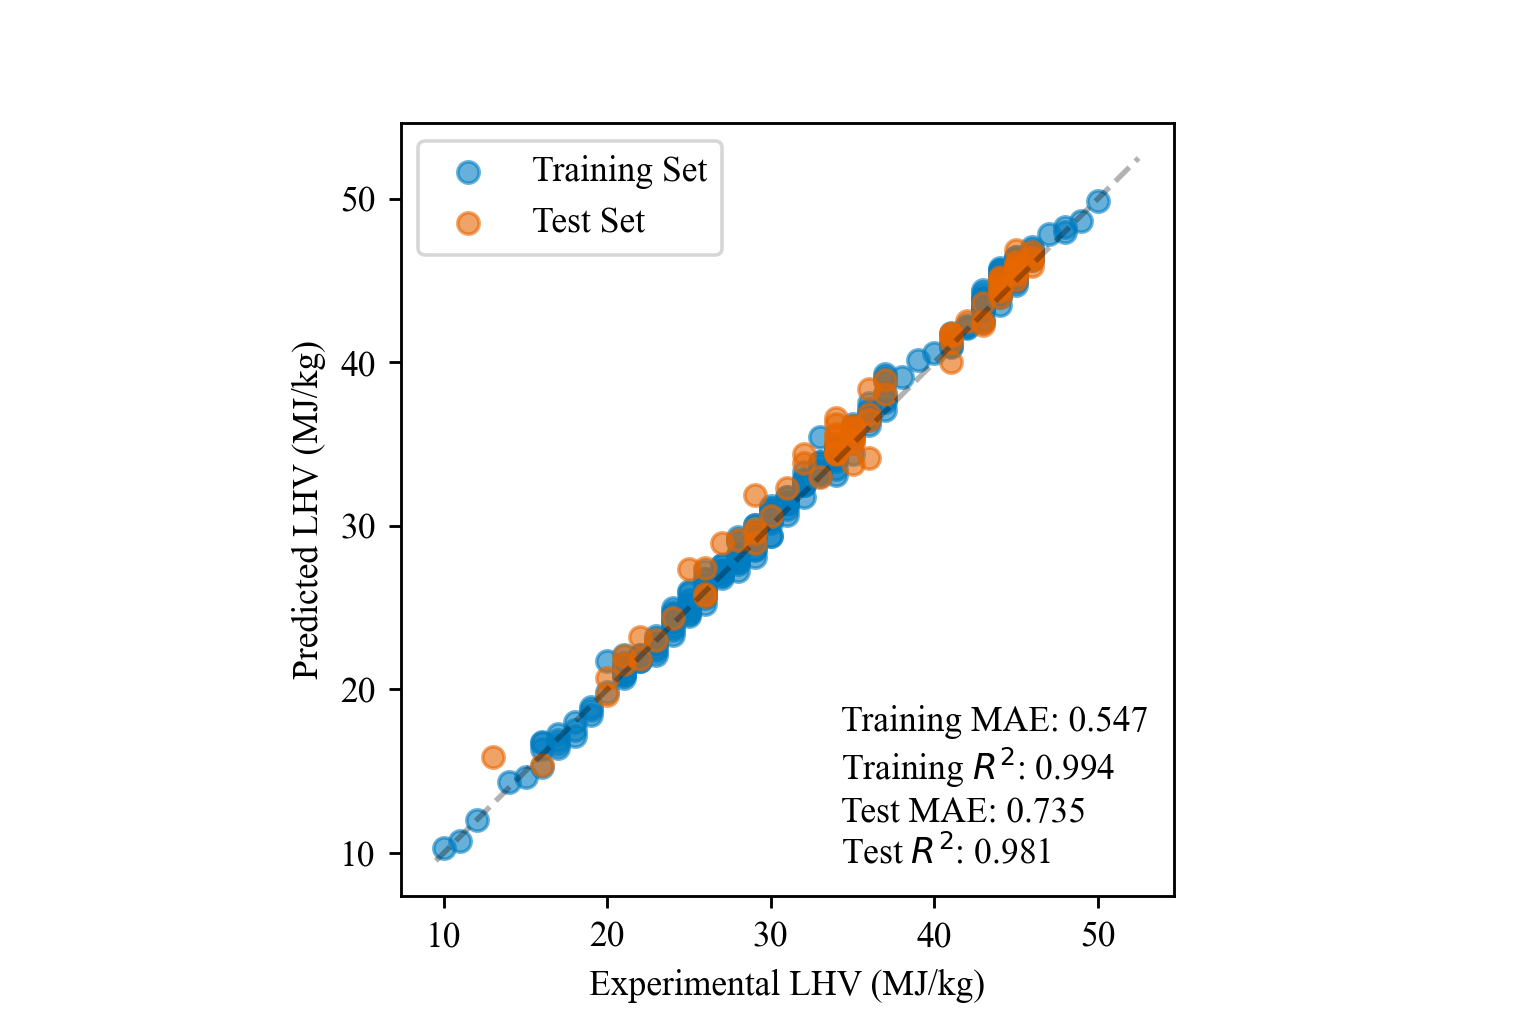 Training Set
Test Set
50
40
30
20
10
Predicted LHV (MJ/kg)
Training MAE: 0.547
Training R²: 0.994
Test MAE: 0.735
Test R²: 0.981
10 20 30 40 50
Experimental LHV (MJ/kg)